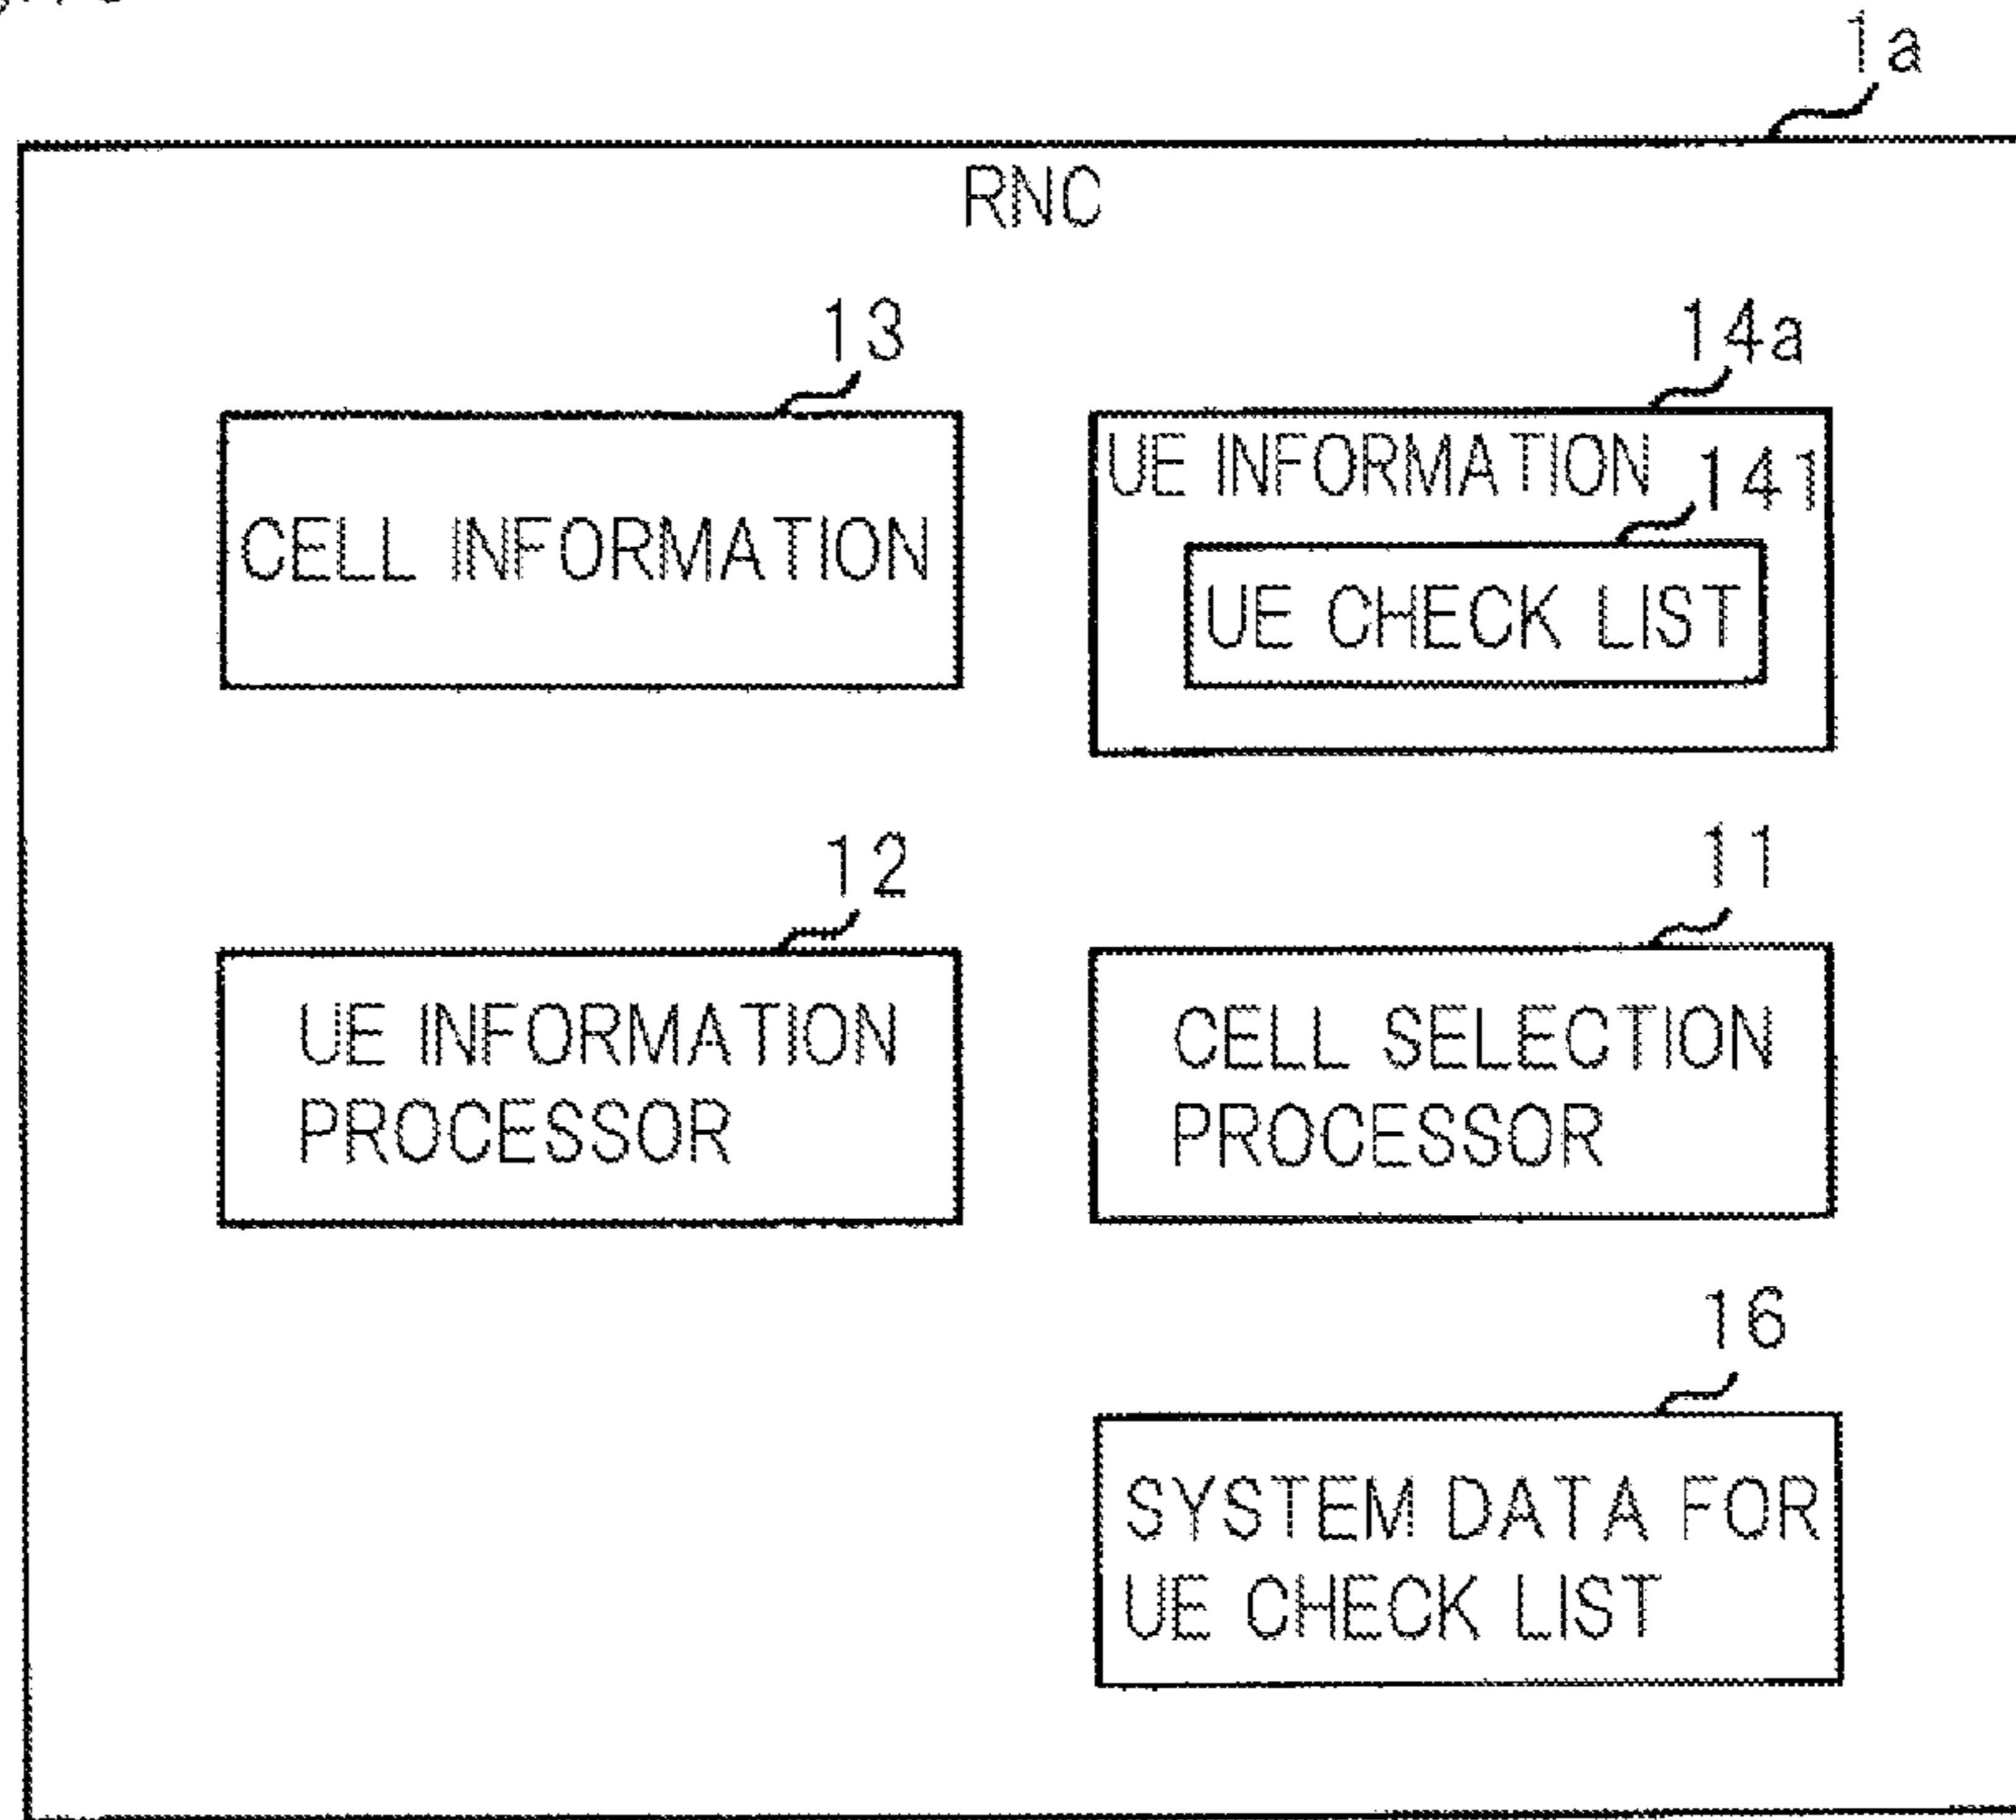 1a
RNC
13
14a
CELL INFORMATION
UE INFORMATION
141
UE CHECK LIST
12
11
UE INFORMATION
PROCESSOR
CELL SELECTION
PROCESSOR
16
SYSTEM DATA FOR
UE CHECK LIST